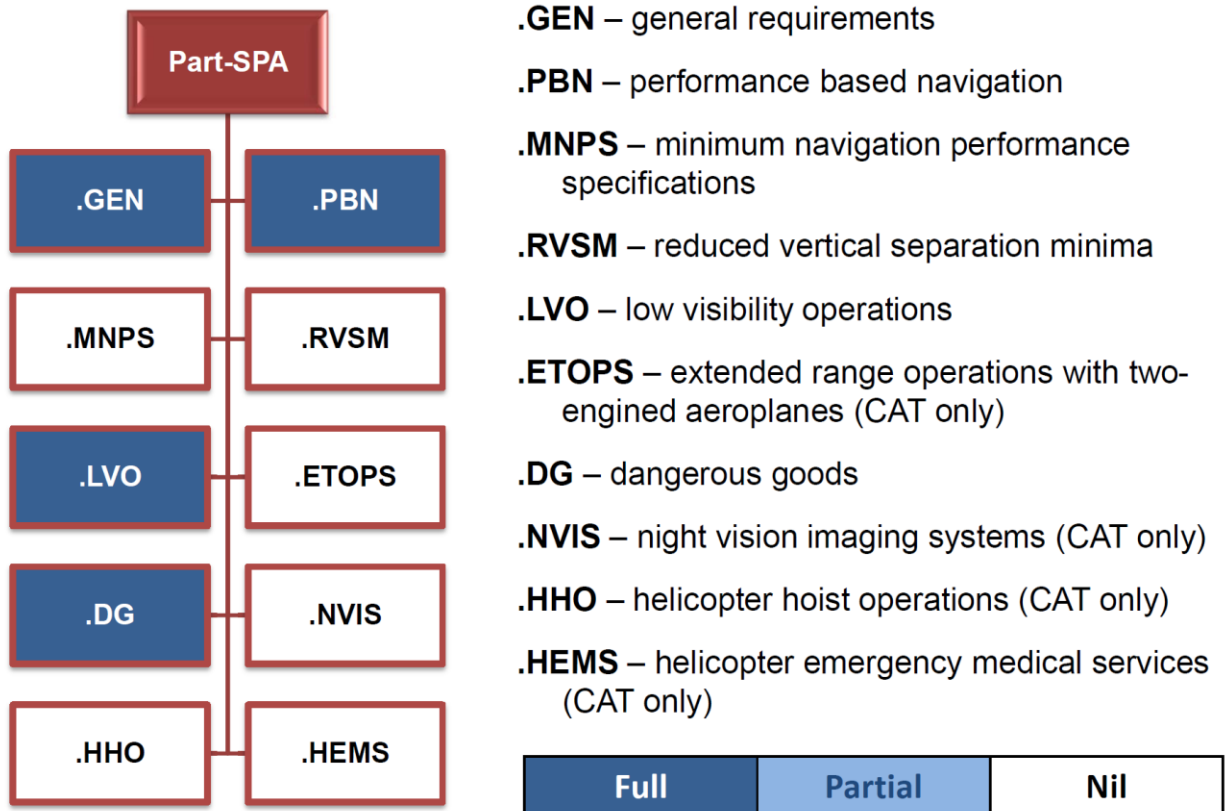 Part-SPA
.GEN
.PBN
.MNPS
.RVSM
.LVO
.ETOPS
.DG
.NVIS
.HHO
.HEMS
.GEN – general requirements
.PBN – performance based navigation
.MNPS – minimum navigation performance
specifications
.RVSM – reduced vertical separation minima
.LVO – low visibility operations
.ETOPS – extended range operations with two-
engined aeroplanes (CAT only)
.DG – dangerous goods
.NVIS – night vision imaging systems (CAT only)
.HHO – helicopter hoist operations (CAT only)
.HEMS – helicopter emergency medical services
(CAT only)
Full
Partial
Nil